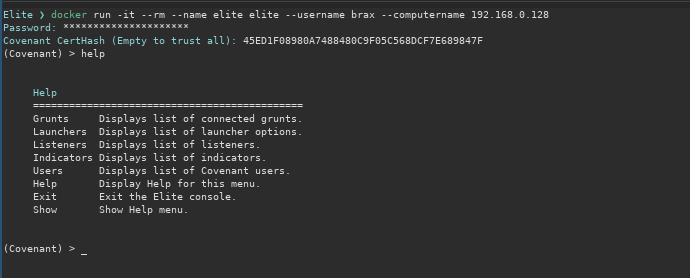 Elite ❯ docker run -it --rm --name elite elite --username brax --computername 192.168.0.128
Password: *********************
Covenant CertHash (Empty to trust all): 45ED1F08980A7488480C9F05C568DCF7E689847F
(Covenant) > help
Help
=============================================
Grunts     Displays list of connected grunts.
Launchers  Displays list of launcher options.
Listeners  Displays list of listeners.
Indicators Displays list of indicators.
Users      Displays list of Covenant users.
Help       Display Help for this menu.
Exit       Exit the Elite console.
Show       Show Help menu.
(Covenant) > _